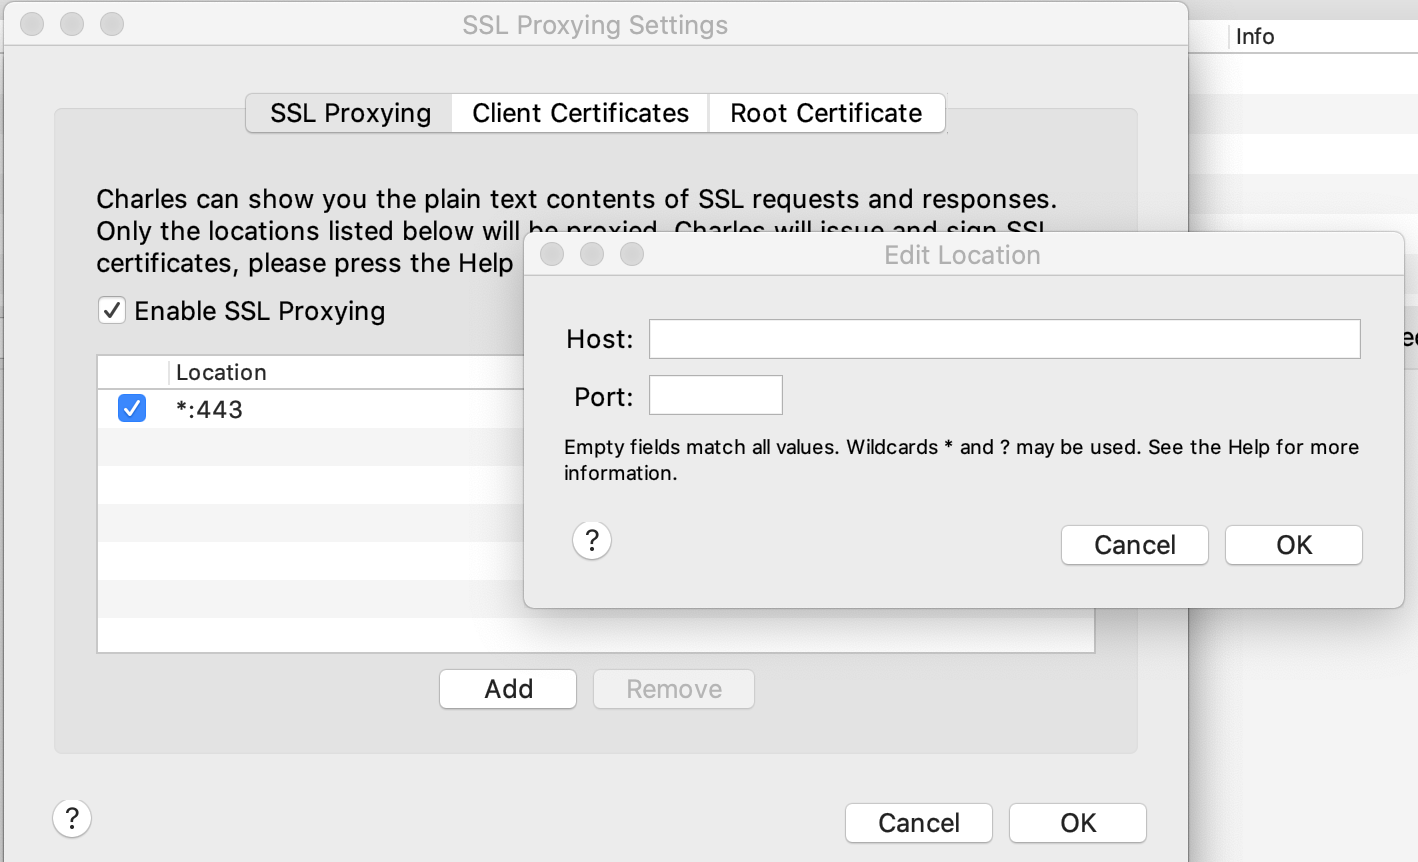 SSL Proxying Settings
Info
SSL Proxying Client Certificates Root Certificate
Charles can show you the plain text contents of SSL requests and responses.
Only the locations listed below will be proxied. Charles will issue and sign SSL
certificates, please press the Help
Enable SSL Proxying
Location
*:443
Add Remove
? Cancel OK
Edit Location
Host:
Port:
Empty fields match all values. Wildcards * and ? may be used. See the Help for more
information.
? Cancel OK